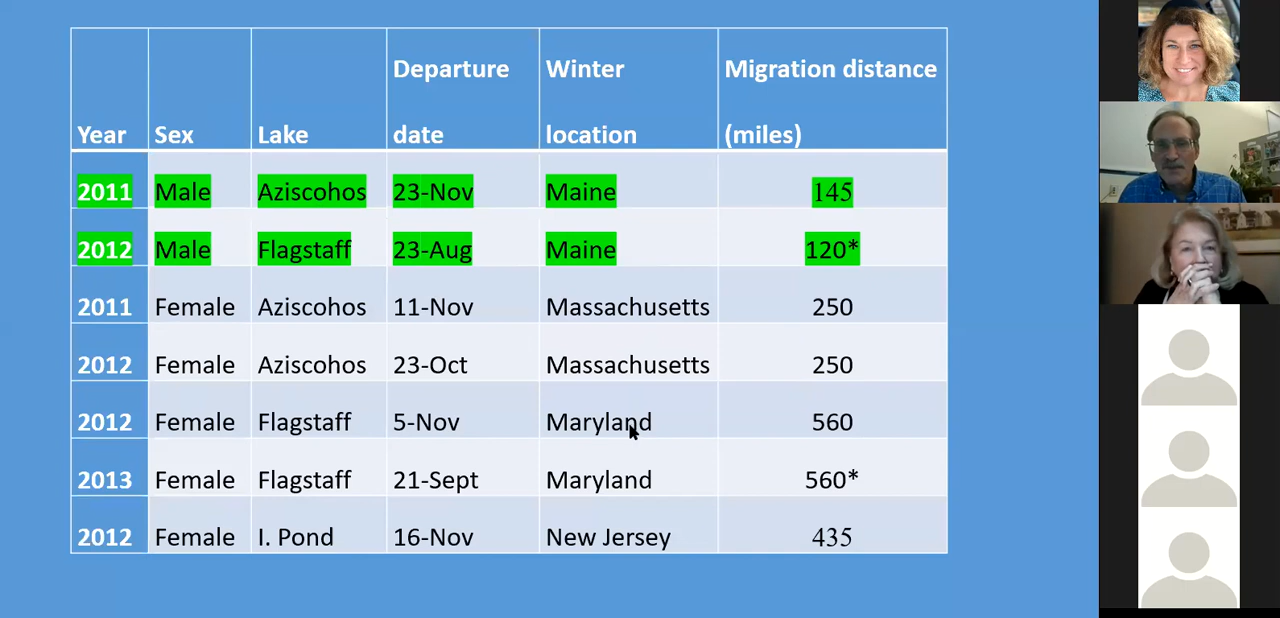 Year Sex Lake Departure date Winter location Migration distance (miles)
2011 Male Aziscohos 23-Nov Maine 145
2012 Male Flagstaff 23-Aug Maine 120*
2011 Female Aziscohos 11-Nov Massachusetts 250
2012 Female Aziscohos 23-Oct Massachusetts 250
2012 Female Flagstaff 5-Nov Maryland 560
2013 Female Flagstaff 21-Sept Maryland 560*
2012 Female I. Pond 16-Nov New Jersey 435